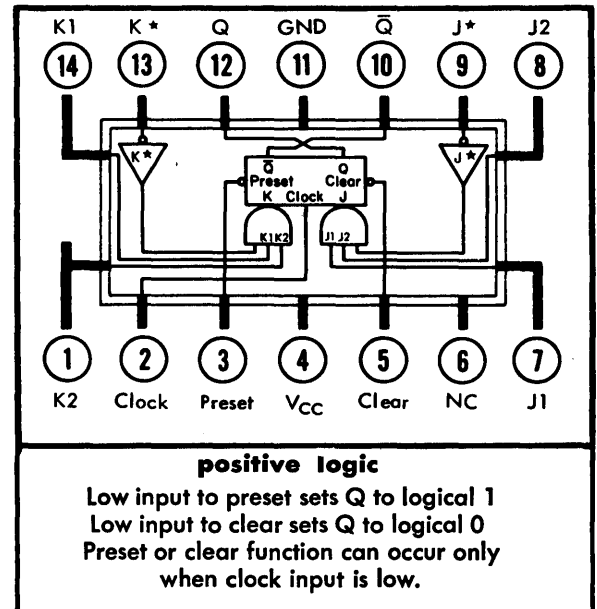 K1 K★ Q GND Q̅ J★ J2
14 13 12 11 10 9 8
K★ J★
Q̅ Q
Preset Clear
K Clock J
K1 K2 J1 J2
1 2 3 4 5 6 7
K2 Clock Preset VCC Clear NC J1
positive logic
Low input to preset sets Q to logical 1
Low input to clear sets Q to logical 0
Preset or clear function can occur only
when clock input is low.